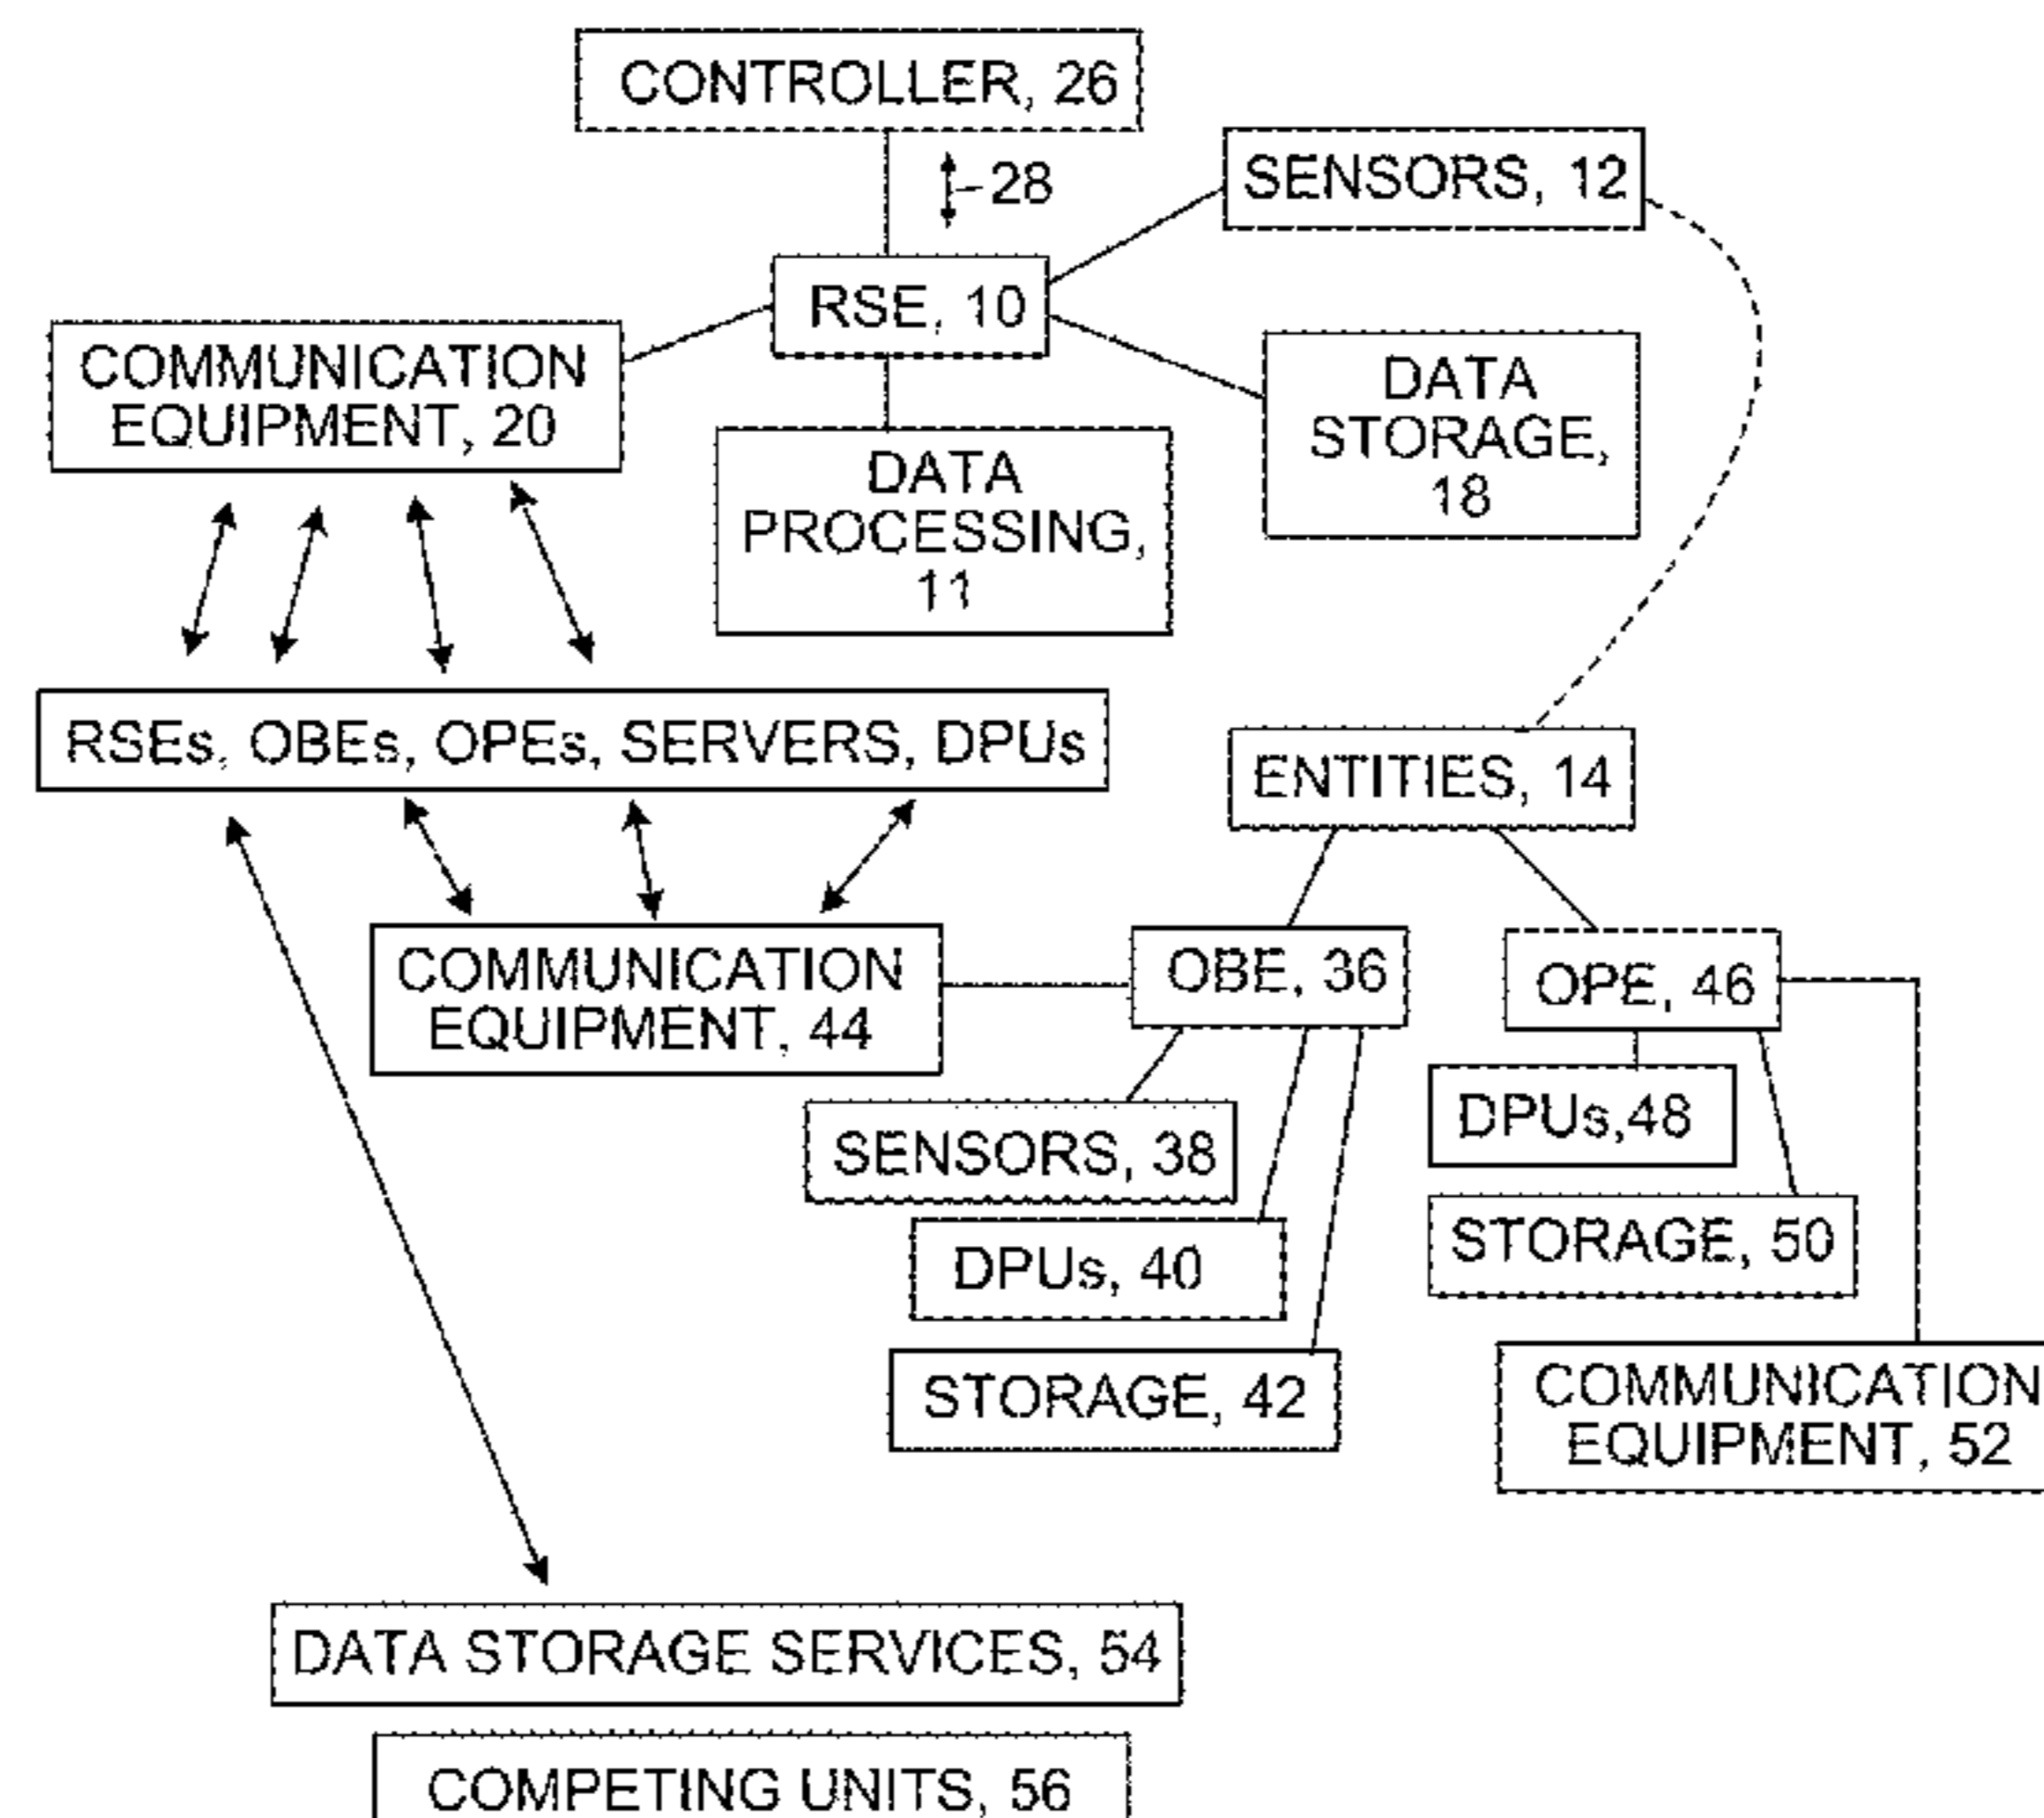 CONTROLLER, 26
28
SENSORS, 12
RSE, 10
COMMUNICATION
EQUIPMENT, 20
DATA
STORAGE,
18
DATA
PROCESSING,
11
RSEs, OBEs, OPEs, SERVERS, DPUs
ENTITIES, 14
COMMUNICATION
EQUIPMENT, 44
OBE, 36
OPE, 46
SENSORS, 38
DPUs,48
DPUs, 40
STORAGE, 50
STORAGE, 42
COMMUNICATION
EQUIPMENT, 52
DATA STORAGE SERVICES, 54
COMPETING UNITS, 56